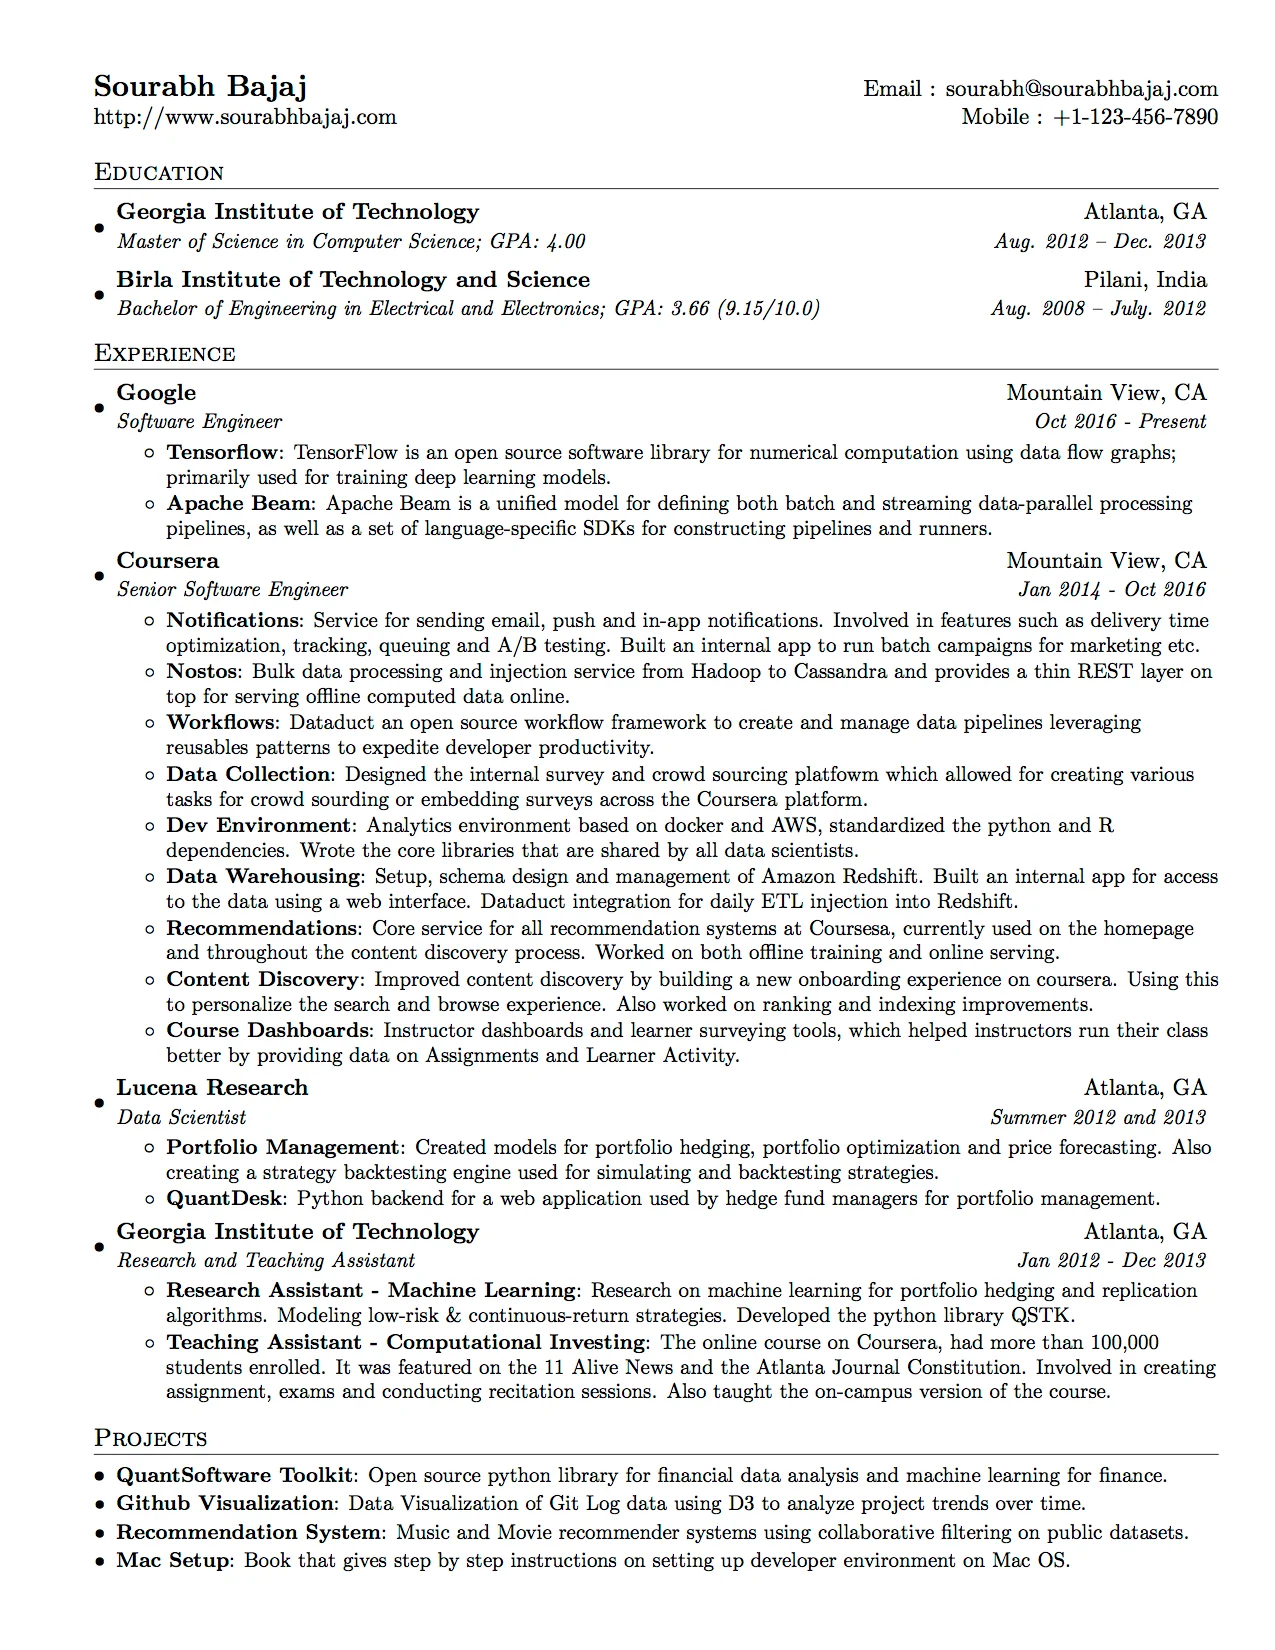 Sourabh Bajaj Email : sourabh@sourabhbajaj.com
http://www.sourabhbajaj.com Mobile : +1-123-456-7890
Education
• Georgia Institute of Technology Atlanta, GA
Master of Science in Computer Science; GPA: 4.00 Aug. 2012 – Dec. 2013
• Birla Institute of Technology and Science Pilani, India
Bachelor of Engineering in Electrical and Electronics; GPA: 3.66 (9.15/10.0) Aug. 2008 – July. 2012
Experience
• Google Mountain View, CA
Software Engineer Oct 2016 - Present
◦ Tensorflow: TensorFlow is an open source software library for numerical computation using data flow graphs;
primarily used for training deep learning models.
◦ Apache Beam: Apache Beam is a unified model for defining both batch and streaming data-parallel processing
pipelines, as well as a set of language-specific SDKs for constructing pipelines and runners.
• Coursera Mountain View, CA
Senior Software Engineer Jan 2014 - Oct 2016
◦ Notifications: Service for sending email, push and in-app notifications. Involved in features such as delivery time
optimization, tracking, queuing and A/B testing. Built an internal app to run batch campaigns for marketing etc.
◦ Nostos: Bulk data processing and injection service from Hadoop to Cassandra and provides a thin REST layer on
top for serving offline computed data online.
◦ Workflows: Dataduct an open source workflow framework to create and manage data pipelines leveraging
reusables patterns to expedite developer productivity.
◦ Data Collection: Designed the internal survey and crowd sourcing platfowm which allowed for creating various
tasks for crowd sourding or embedding surveys across the Coursera platform.
◦ Dev Environment: Analytics environment based on docker and AWS, standardized the python and R
dependencies. Wrote the core libraries that are shared by all data scientists.
◦ Data Warehousing: Setup, schema design and management of Amazon Redshift. Built an internal app for access
to the data using a web interface. Dataduct integration for daily ETL injection into Redshift.
◦ Recommendations: Core service for all recommendation systems at Coursesa, currently used on the homepage
and throughout the content discovery process. Worked on both offline training and online serving.
◦ Content Discovery: Improved content discovery by building a new onboarding experience on coursera. Using this
to personalize the search and browse experience. Also worked on ranking and indexing improvements.
◦ Course Dashboards: Instructor dashboards and learner surveying tools, which helped instructors run their class
better by providing data on Assignments and Learner Activity.
• Lucena Research Atlanta, GA
Data Scientist Summer 2012 and 2013
◦ Portfolio Management: Created models for portfolio hedging, portfolio optimization and price forecasting. Also
creating a strategy backtesting engine used for simulating and backtesting strategies.
◦ QuantDesk: Python backend for a web application used by hedge fund managers for portfolio management.
• Georgia Institute of Technology Atlanta, GA
Research and Teaching Assistant Jan 2012 - Dec 2013
◦ Research Assistant - Machine Learning: Research on machine learning for portfolio hedging and replication
algorithms. Modeling low-risk & continuous-return strategies. Developed the python library QSTK.
◦ Teaching Assistant - Computational Investing: The online course on Coursera, had more than 100,000
students enrolled. It was featured on the 11 Alive News and the Atlanta Journal Constitution. Involved in creating
assignment, exams and conducting recitation sessions. Also taught the on-campus version of the course.
Projects
• QuantSoftware Toolkit: Open source python library for financial data analysis and machine learning for finance.
• Github Visualization: Data Visualization of Git Log data using D3 to analyze project trends over time.
• Recommendation System: Music and Movie recommender systems using collaborative filtering on public datasets.
• Mac Setup: Book that gives step by step instructions on setting up developer environment on Mac OS.